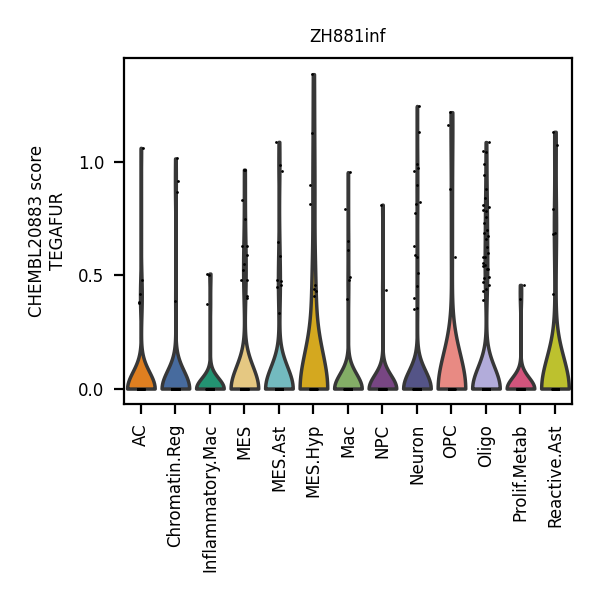 ZH881inf
CHEMBL20883 score
TEGAFUR
1.0
0.5
0.0
AC
Chromatin.Reg
Inflammatory.Mac
MES
MES.Ast
MES.Hyp
Mac
NPC
Neuron
OPC
Oligo
Prolif.Metab
Reactive.Ast